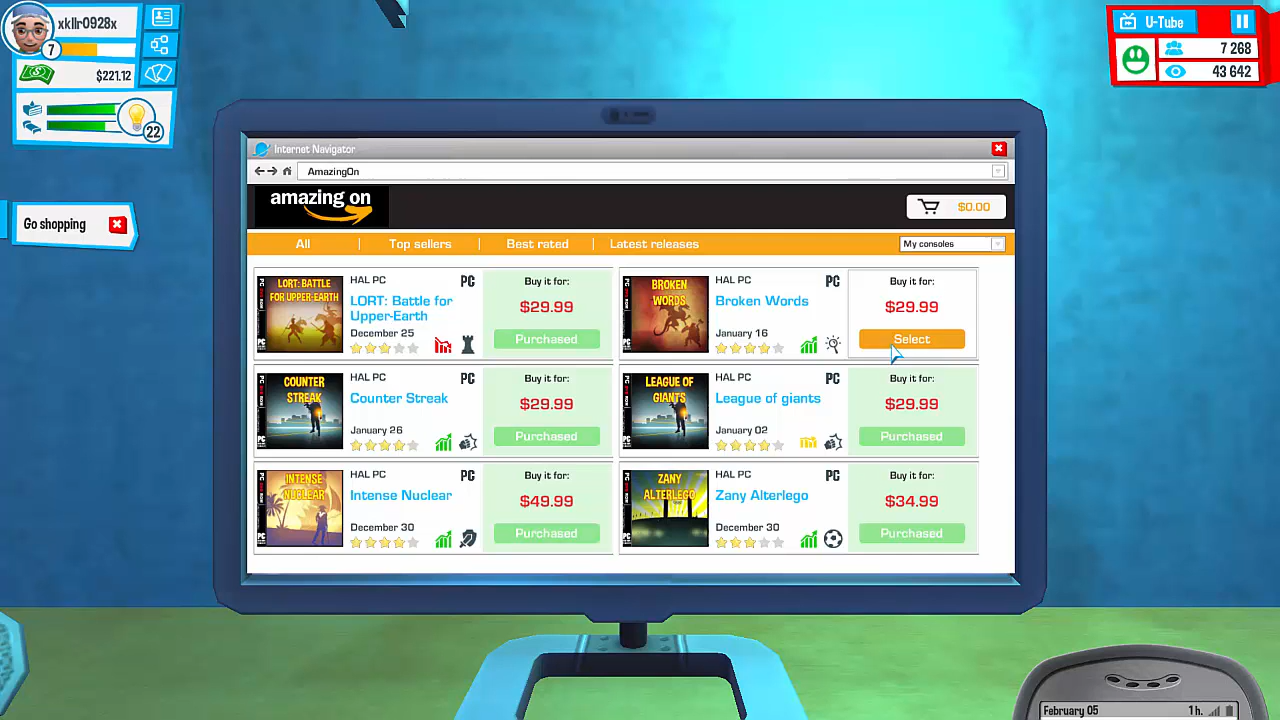 xkllr0928x
7
$221.12
22
Go shopping
U-Tube
7 268
43 642
Internet Navigator
AmazingOn
amazing on
$0.00
All | Top sellers | Best rated | Latest releases
My consoles
LORT: BATTLE
FOR UPPER-EARTH
HAL PC
PC
LORT: Battle for
Upper-Earth
December 25
Buy it for:
$29.99
Purchased
BROKEN
WORDS
HAL PC
PC
Broken Words
January 16
Buy it for:
$29.99
Select
COUNTER
STREAK
HAL PC
PC
Counter Streak
January 26
Buy it for:
$29.99
Purchased
LEAGUE OF
GIANTS
HAL PC
PC
League of giants
January 02
Buy it for:
$29.99
Purchased
INTENSE
NUCLEAR
HAL PC
PC
Intense Nuclear
December 30
Buy it for:
$49.99
Purchased
ZANY
ALTERLEGO
HAL PC
PC
Zany Alterlego
December 30
Buy it for:
$34.99
Purchased
February 05
1 h.